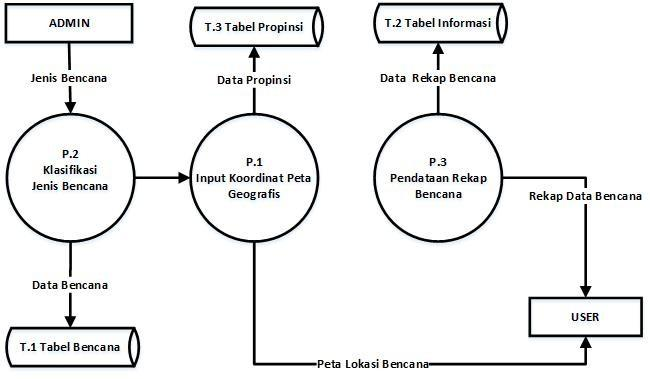 ADMIN
T.3 Tabel Propinsi
T.2 Tabel Informasi
Jenis Bencana
Data Propinsi
Data Rekap Bencana
P.2
Klasifikasi
Jenis Bencana
P.1
Input Koordinat Peta
Geografis
P.3
Pendataan Rekap
Bencana
Rekap Data Bencana
Data Bencana
USER
T.1 Tabel Bencana
Peta Lokasi Bencana